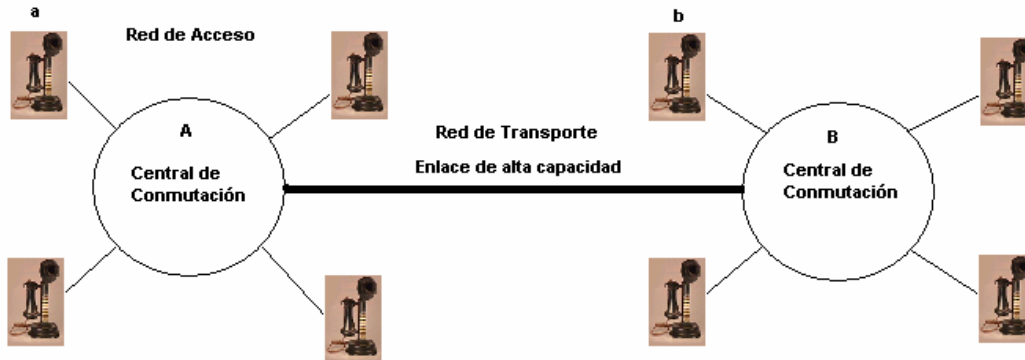 a
b
Red de Acceso
A
Central de
Conmutación
Red de Transporte
Enlace de alta capacidad
B
Central de
Conmutación